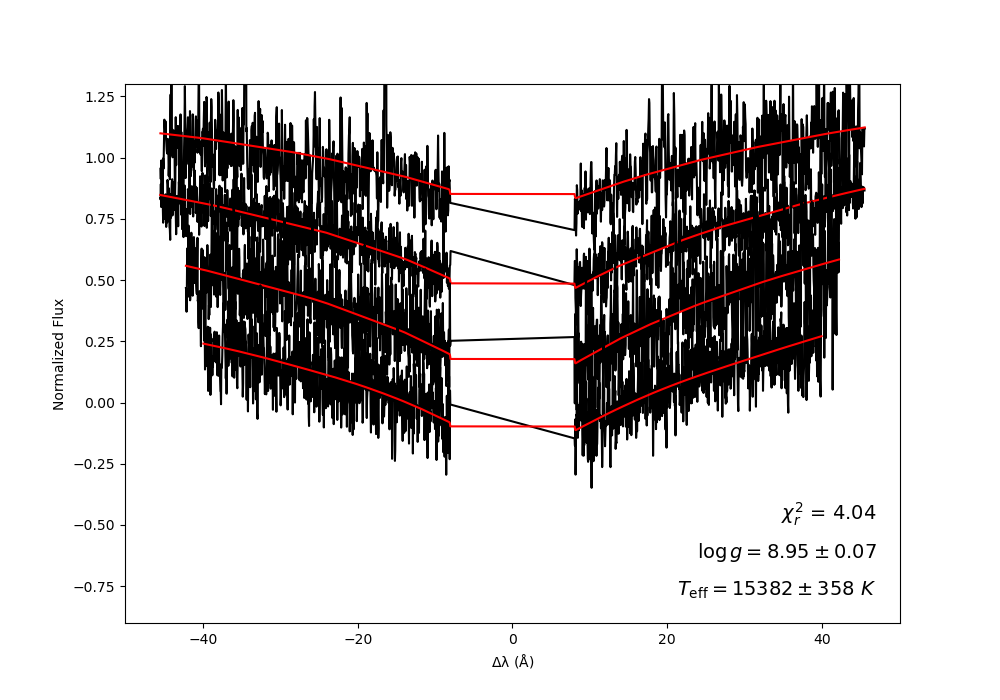 1.25
1.00
0.75
0.50
0.25
0.00
−0.25
−0.50
−0.75
Normalized Flux
−40
−20
0
20
40
Δλ (Å)
χ²ᵣ = 4.04
log g = 8.95 ± 0.07
T_eff = 15382 ± 358 K